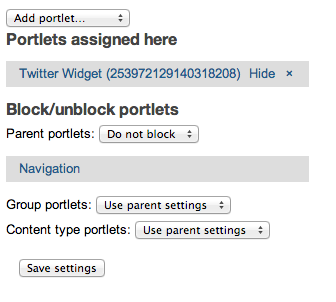 Add portlet...
Portlets assigned here
Twitter Widget (253972129140318208) Hide ×
Block/unblock portlets
Parent portlets: Do not block
Navigation
Group portlets: Use parent settings
Content type portlets: Use parent settings
Save settings